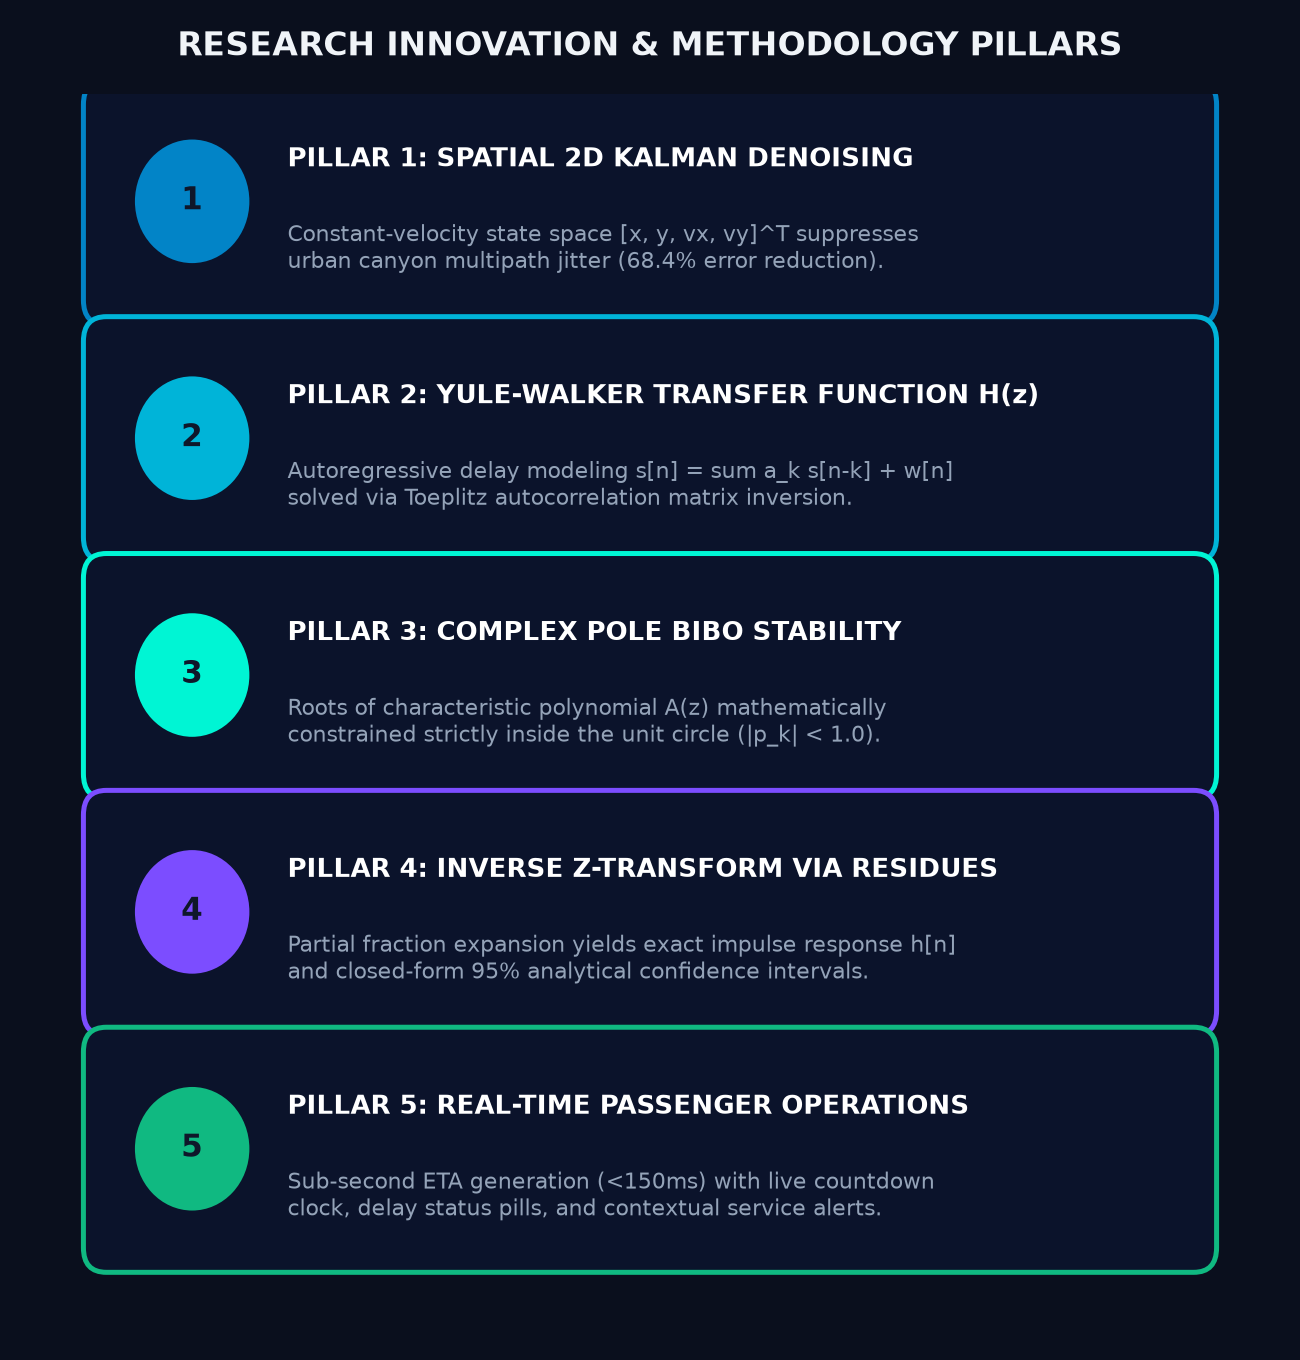 RESEARCH INNOVATION & METHODOLOGY PILLARS
1
PILLAR 1: SPATIAL 2D KALMAN DENOISING
Constant-velocity state space [x, y, vx, vy]^T suppresses
urban canyon multipath jitter (68.4% error reduction).
2
PILLAR 2: YULE-WALKER TRANSFER FUNCTION H(z)
Autoregressive delay modeling s[n] = sum a_k s[n-k] + w[n]
solved via Toeplitz autocorrelation matrix inversion.
3
PILLAR 3: COMPLEX POLE BIBO STABILITY
Roots of characteristic polynomial A(z) mathematically
constrained strictly inside the unit circle (|p_k| < 1.0).
4
PILLAR 4: INVERSE Z-TRANSFORM VIA RESIDUES
Partial fraction expansion yields exact impulse response h[n]
and closed-form 95% analytical confidence intervals.
5
PILLAR 5: REAL-TIME PASSENGER OPERATIONS
Sub-second ETA generation (<150ms) with live countdown
clock, delay status pills, and contextual service alerts.